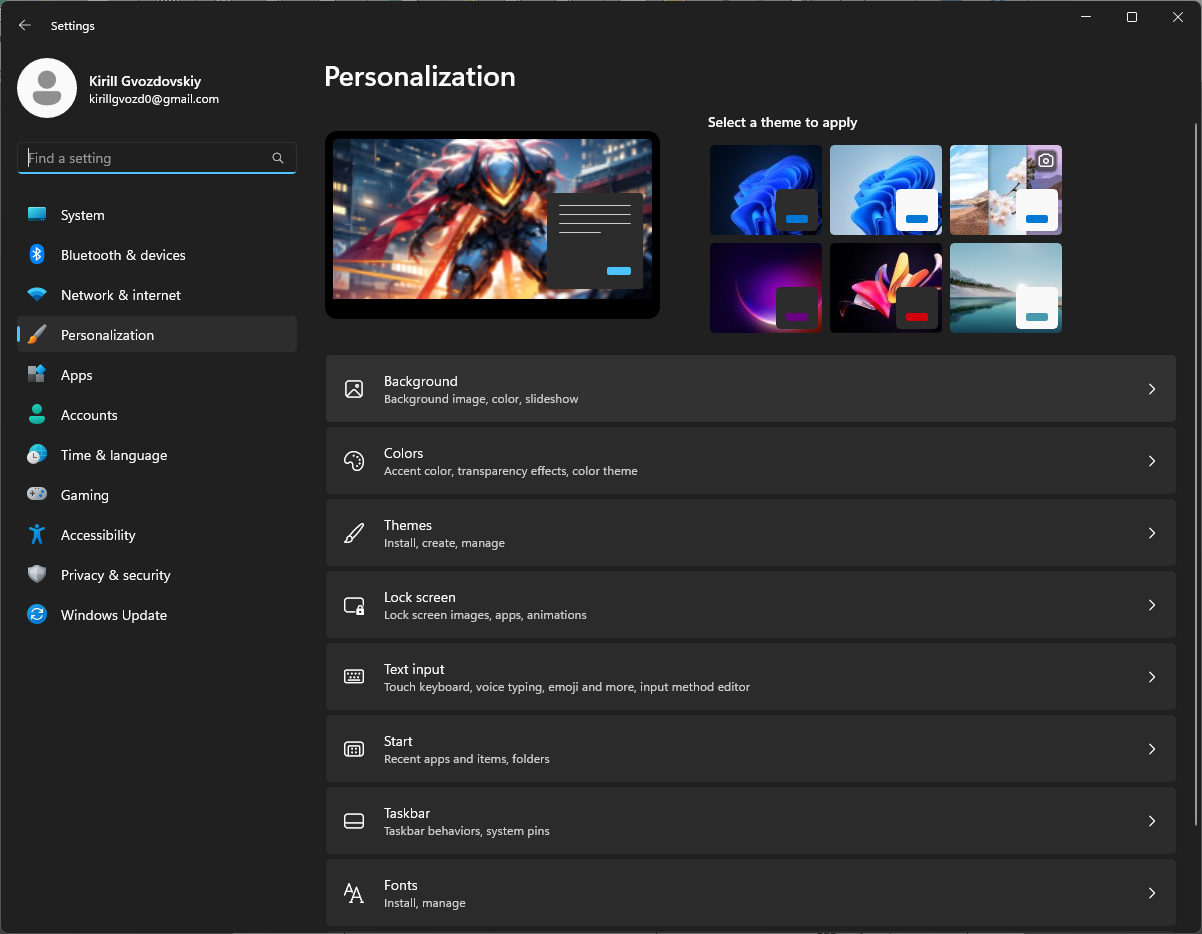 Settings
Kirill Gvozdovskiy
kirillgvozd0@gmail.com
Find a setting
System
Bluetooth & devices
Network & internet
Personalization
Apps
Accounts
Time & language
Gaming
Accessibility
Privacy & security
Windows Update
Personalization
Select a theme to apply
Background
Background image, color, slideshow
Colors
Accent color, transparency effects, color theme
Themes
Install, create, manage
Lock screen
Lock screen images, apps, animations
Text input
Touch keyboard, voice typing, emoji and more, input method editor
Start
Recent apps and items, folders
Taskbar
Taskbar behaviors, system pins
Fonts
Install, manage